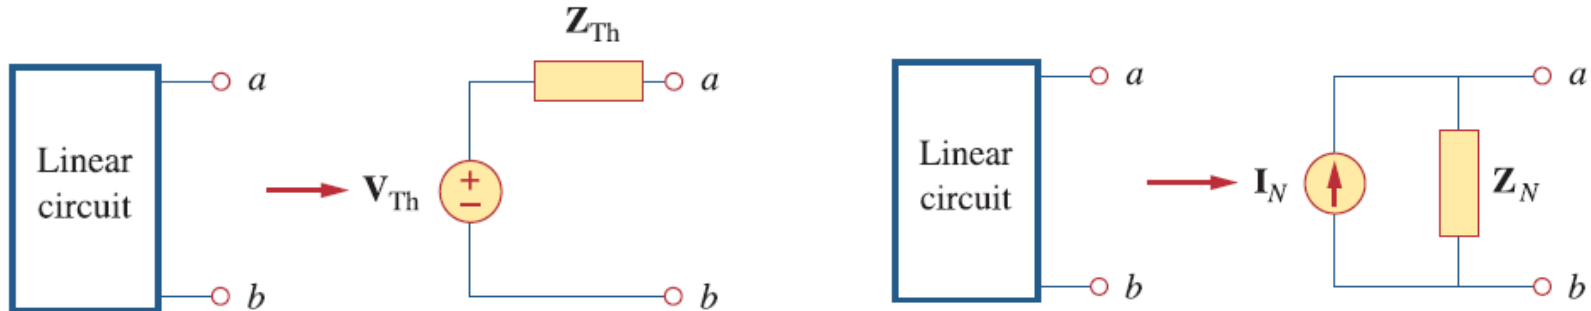 Linear
circuit
a
b
V_Th
+
−
Z_Th
a
b
Linear
circuit
a
b
I_N
Z_N
a
b